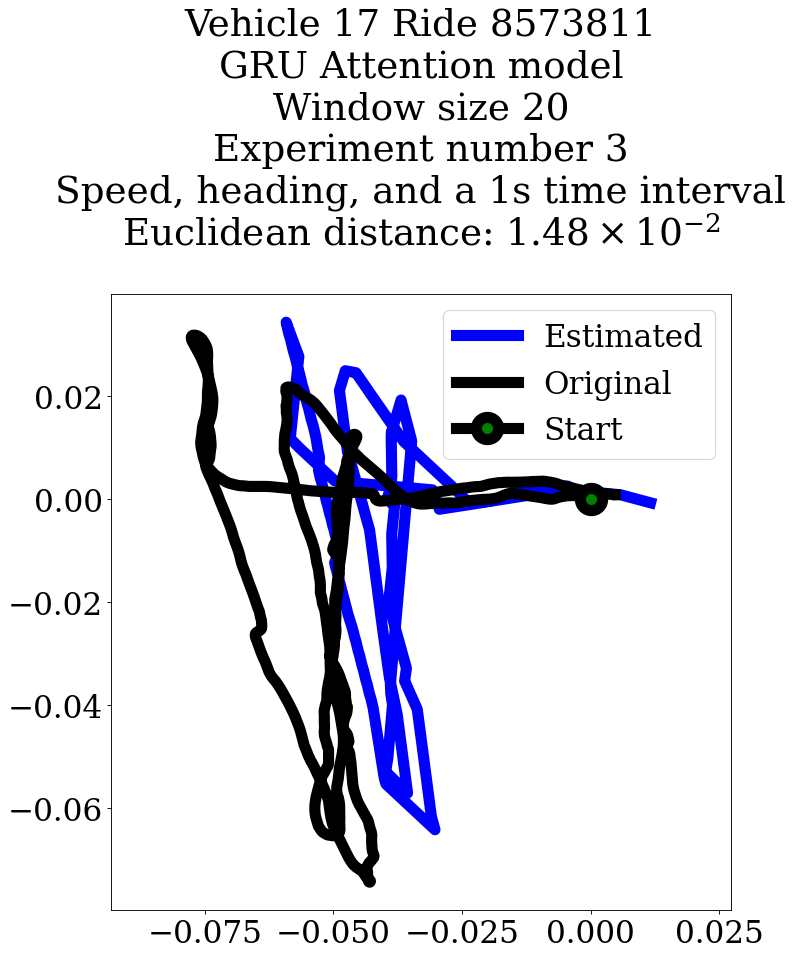 Vehicle 17 Ride 8573811
GRU Attention model
Window size 20
Experiment number 3
Speed, heading, and a 1s time interval
Euclidean distance: 1.48 × 10⁻²
Estimated
Original
Start
0.02
0.00
−0.02
−0.04
−0.06
−0.075 −0.050 −0.025 0.000 0.025